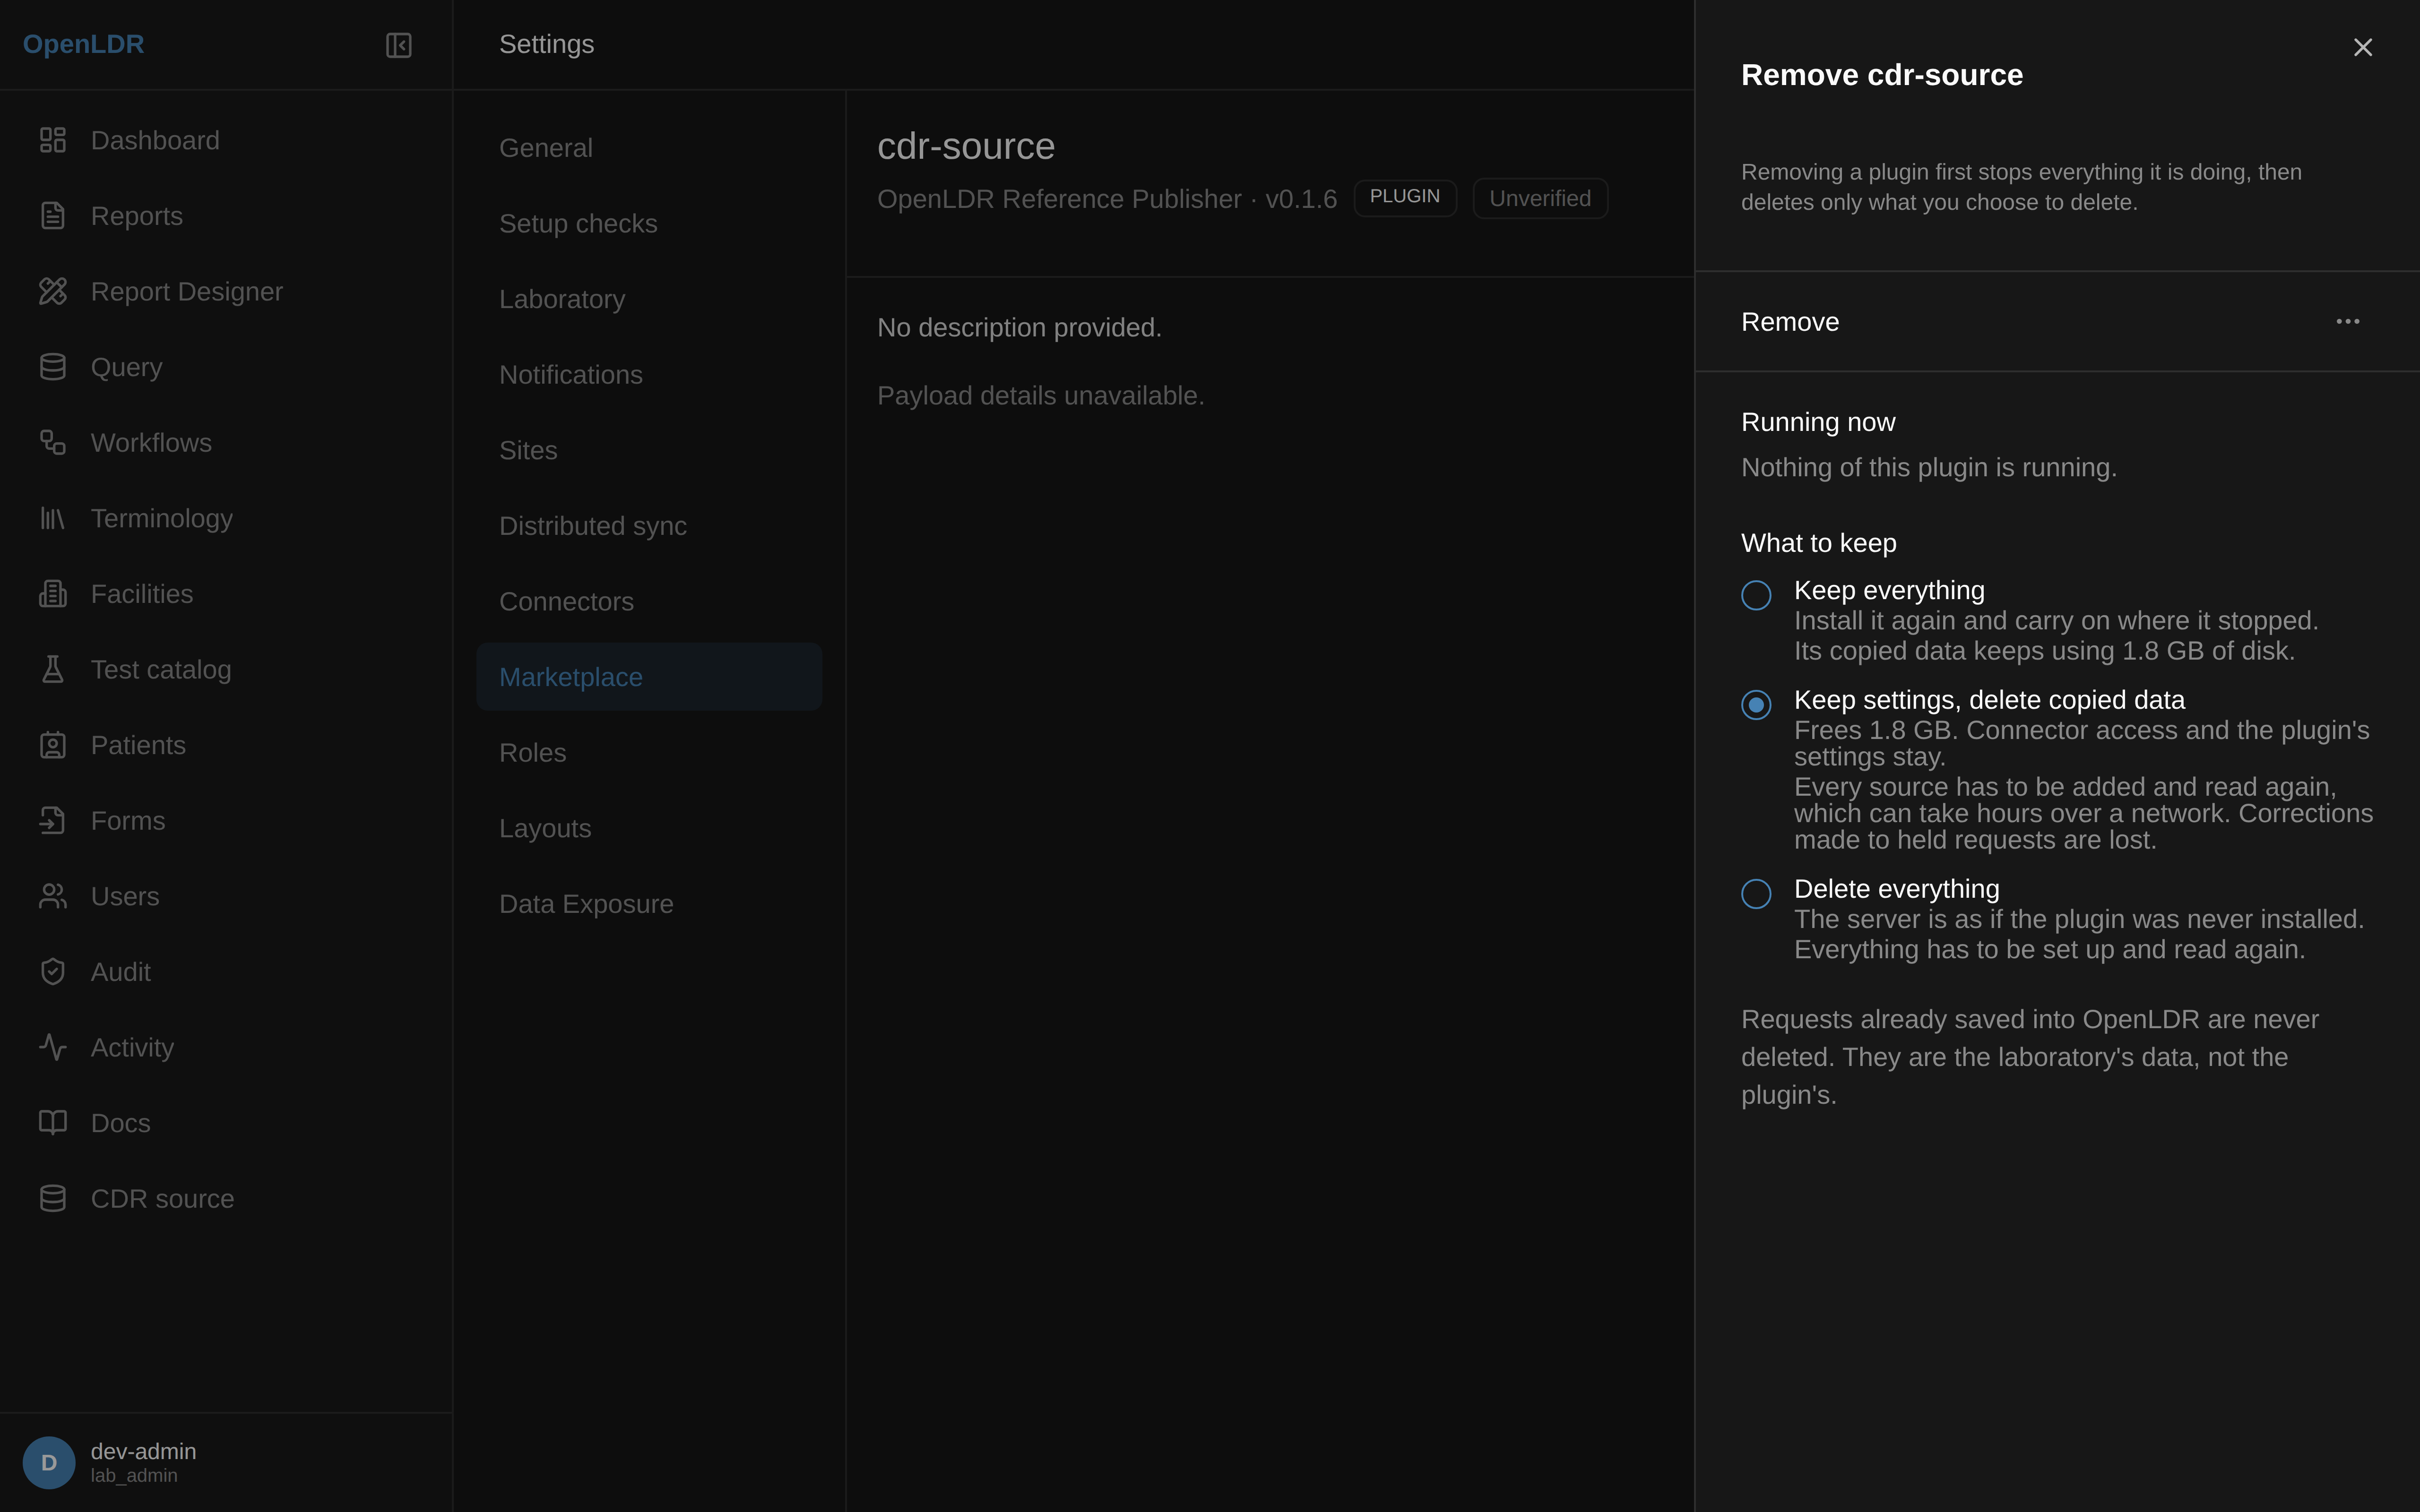 OpenLDR
Dashboard
Reports
Report Designer
Query
Workflows
Terminology
Facilities
Test catalog
Patients
Forms
Users
Audit
Activity
Docs
CDR source
D
dev-admin
lab_admin
Settings
General
Setup checks
Laboratory
Notifications
Sites
Distributed sync
Connectors
Marketplace
Roles
Layouts
Data Exposure
cdr-source
OpenLDR Reference Publisher · v0.1.6 PLUGIN Unverified
No description provided.
Payload details unavailable.
Remove cdr-source
Removing a plugin first stops everything it is doing, then
deletes only what you choose to delete.
Remove
Running now
Nothing of this plugin is running.
What to keep
Keep everything
Install it again and carry on where it stopped.
Its copied data keeps using 1.8 GB of disk.
Keep settings, delete copied data
Frees 1.8 GB. Connector access and the plugin's
settings stay.
Every source has to be added and read again,
which can take hours over a network. Corrections
made to held requests are lost.
Delete everything
The server is as if the plugin was never installed.
Everything has to be set up and read again.
Requests already saved into OpenLDR are never
deleted. They are the laboratory's data, not the
plugin's.